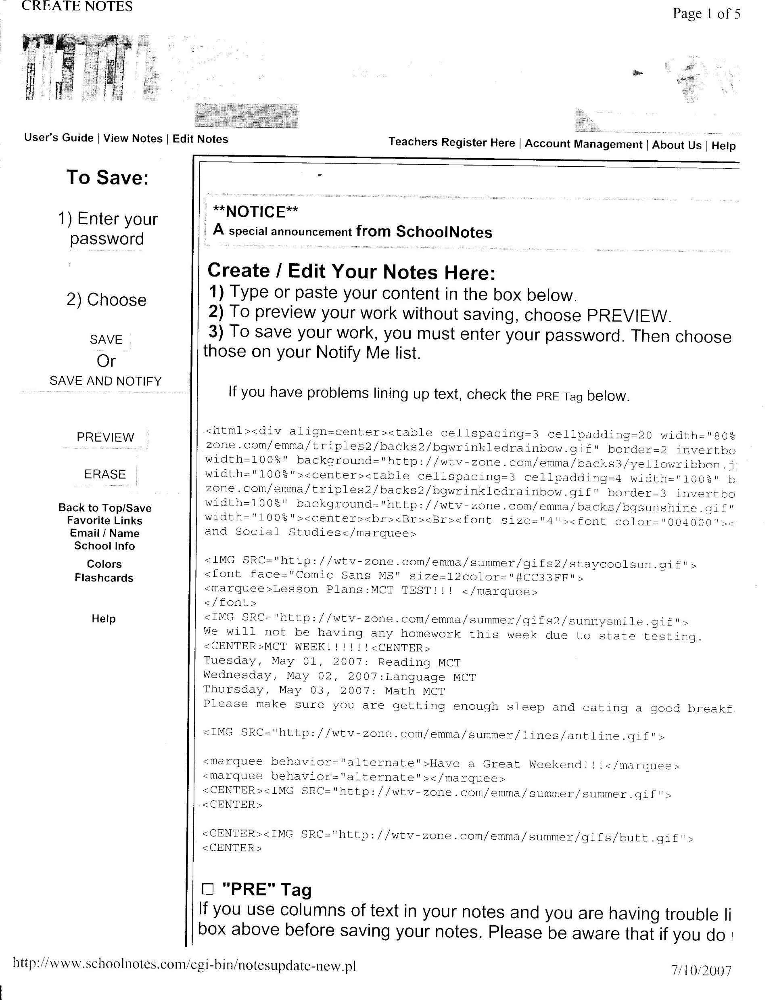 CREATE NOTES
Page 1 of 5
User's Guide | View Notes | Edit Notes
Teachers Register Here | Account Management | About Us | Help
To Save:
1) Enter your
password
2) Choose
SAVE
Or
SAVE AND NOTIFY
PREVIEW
ERASE
Back to Top/Save
Favorite Links
Email / Name
School Info
Colors
Flashcards
Help
**NOTICE**
A special announcement from SchoolNotes
Create / Edit Your Notes Here:
1) Type or paste your content in the box below.
2) To preview your work without saving, choose PREVIEW.
3) To save your work, you must enter your password. Then choose
those on your Notify Me list.
If you have problems lining up text, check the PRE Tag below.
<html><div align=center><table cellspacing=3 cellpadding=20 width="80%
zone.com/emma/triples2/backs2/bgwrinkledrainbow.gif" border=2 invertbo
width=100%" background="http://wtv-zone.com/emma/backs3/yellowribbon.j
width="100%"><center><table cellspacing=3 cellpadding=4 width="100%" b
zone.com/emma/triples2/backs2/bgwrinkledrainbow.gif" border=3 invertbo
width=100%" background="http://wtv-zone.com/emma/backs/bgsunshine.gif"
width="100%"><center><br><Br><Br><font size="4"><font color="004000"><
and Social Studies</marquee>
<IMG SRC="http://wtv-zone.com/emma/summer/gifs2/staycoolsun.gif">
<font face="Comic Sans MS" size=12color="#CC33FF">
<marquee>Lesson Plans:MCT TEST!!! </marquee>
</font>
<IMG SRC="http://wtv-zone.com/emma/summer/gifs2/sunnysmile.gif">
We will not be having any homework this week due to state testing.
<CENTER>MCT WEEK!!!!!!<CENTER>
Tuesday, May 01, 2007: Reading MCT
Wednesday, May 02, 2007:Language MCT
Thursday, May 03, 2007: Math MCT
Please make sure you are getting enough sleep and eating a good breakf
<IMG SRC="http://wtv-zone.com/emma/summer/lines/antline.gif">
<marquee behavior="alternate">Have a Great Weekend!!!</marquee>
<marquee behavior="alternate"></marquee>
<CENTER><IMG SRC="http://wtv-zone.com/emma/summer/summer.gif">
<CENTER>
<CENTER><IMG SRC="http://wtv-zone.com/emma/summer/gifs/butt.gif">
<CENTER>
"PRE" Tag
If you use columns of text in your notes and you are having trouble li
box above before saving your notes. Please be aware that if you do
http://www.schoolnotes.com/cgi-bin/notesupdate-new.pl
7/10/2007